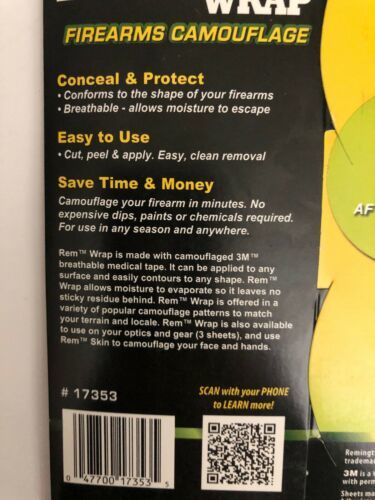 WRAP
FIREARMS CAMOUFLAGE
Conceal & Protect
• Conforms to the shape of your firearms
• Breathable - allows moisture to escape
Easy to Use
• Cut, peel & apply. Easy, clean removal
Save Time & Money
Camouflage your firearm in minutes. No
expensive dips, paints or chemicals required.
For use in any season and anywhere.
Rem™ Wrap is made with camouflaged 3M™
breathable medical tape. It can be applied to any
surface and easily contours to any shape. Rem™
Wrap allows moisture to evaporate so it leaves no
sticky residue behind. Rem™ Wrap is offered in a
variety of popular camouflage patterns to match
your terrain and locale. Rem™ Wrap is also available
to use on your optics and gear (3 sheets), and use
Rem™ Skin to camouflage your face and hands.
# 17353
SCAN with your PHONE
to LEARN more!
0 47700 17353 5
AF
Remingt
trademar
3M is a
with perm
Sheets m